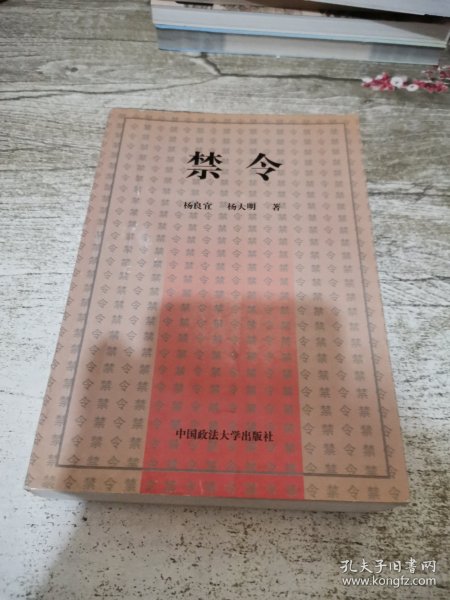 禁令
杨良宜 杨大明 著
中国政法大学出版社
孔夫子旧书网
www.kongfz.com